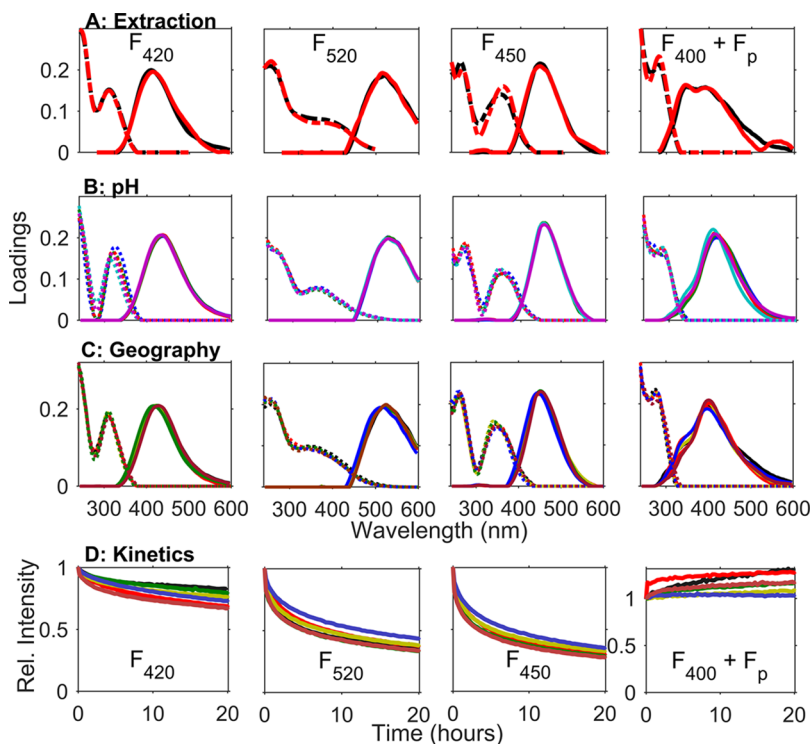 A: Extraction
F420 F520 F450 F400 + Fp
0.2
0.1
0
B: pH
0.2
0.1
0
Loadings
C: Geography
0.2
0
300 400 500 600 300 400 500 600 300 400 500 600 300 400 500 600
Wavelength (nm)
D: Kinetics
1 1
0.5 0.5
0 0
Rel. Intensity
F420 F520 F450 F400 + Fp
0 10 20 0 10 20 0 10 20 0 10 20
Time (hours)